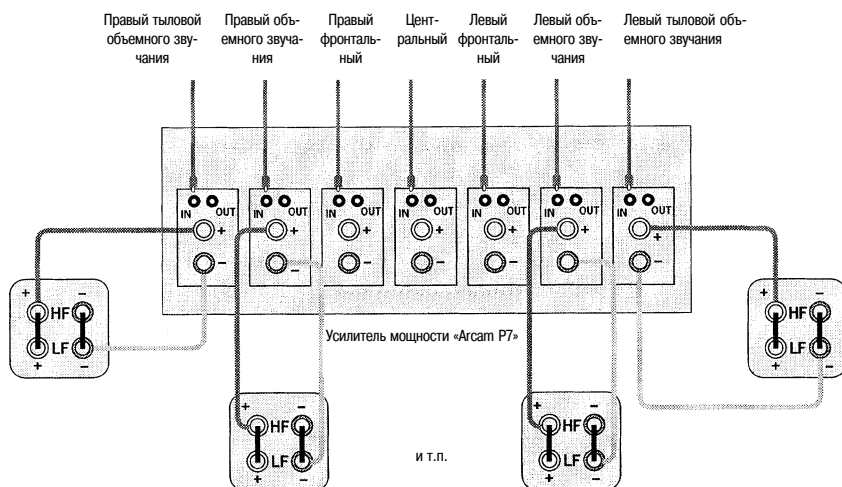 Правый тыловой
объемного зву-
чания
Правый объ-
емного звуча-
ния
Правый
фронталь-
ный
Цент-
ральный
Левый
фронталь-
ный
Левый объ-
емного зву-
чания
Левый тыловой объ-
емного звучания
IN OUT
+
–
IN OUT
+
–
IN OUT
+
–
IN OUT
+
–
IN OUT
+
–
IN OUT
+
–
IN OUT
+
–
Усилитель мощности «Arcam P7»
+ –
HF
LF
+ –
+ –
HF
LF
+ –
+ –
HF
LF
+ –
+ –
HF
LF
+ –
и т.п.